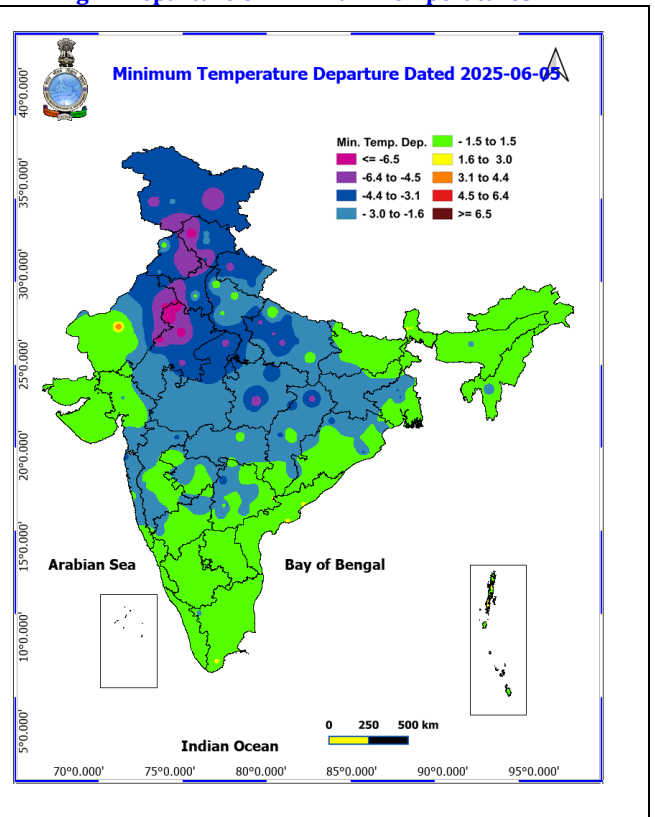 Minimum Temperature Departure Dated 2025-06-05
Min. Temp. Dep.
<= -6.5
-6.4 to -4.5
-4.4 to -3.1
- 3.0 to -1.6
- 1.5 to 1.5
1.6 to 3.0
3.1 to 4.4
4.5 to 6.4
>= 6.5
40°0.000'
35°0.000'
30°0.000'
25°0.000'
20°0.000'
15°0.000'
10°0.000'
5°0.000'
Arabian Sea
Bay of Bengal
Indian Ocean
0 250 500 km
70°0.000' 75°0.000' 80°0.000' 85°0.000' 90°0.000' 95°0.000'